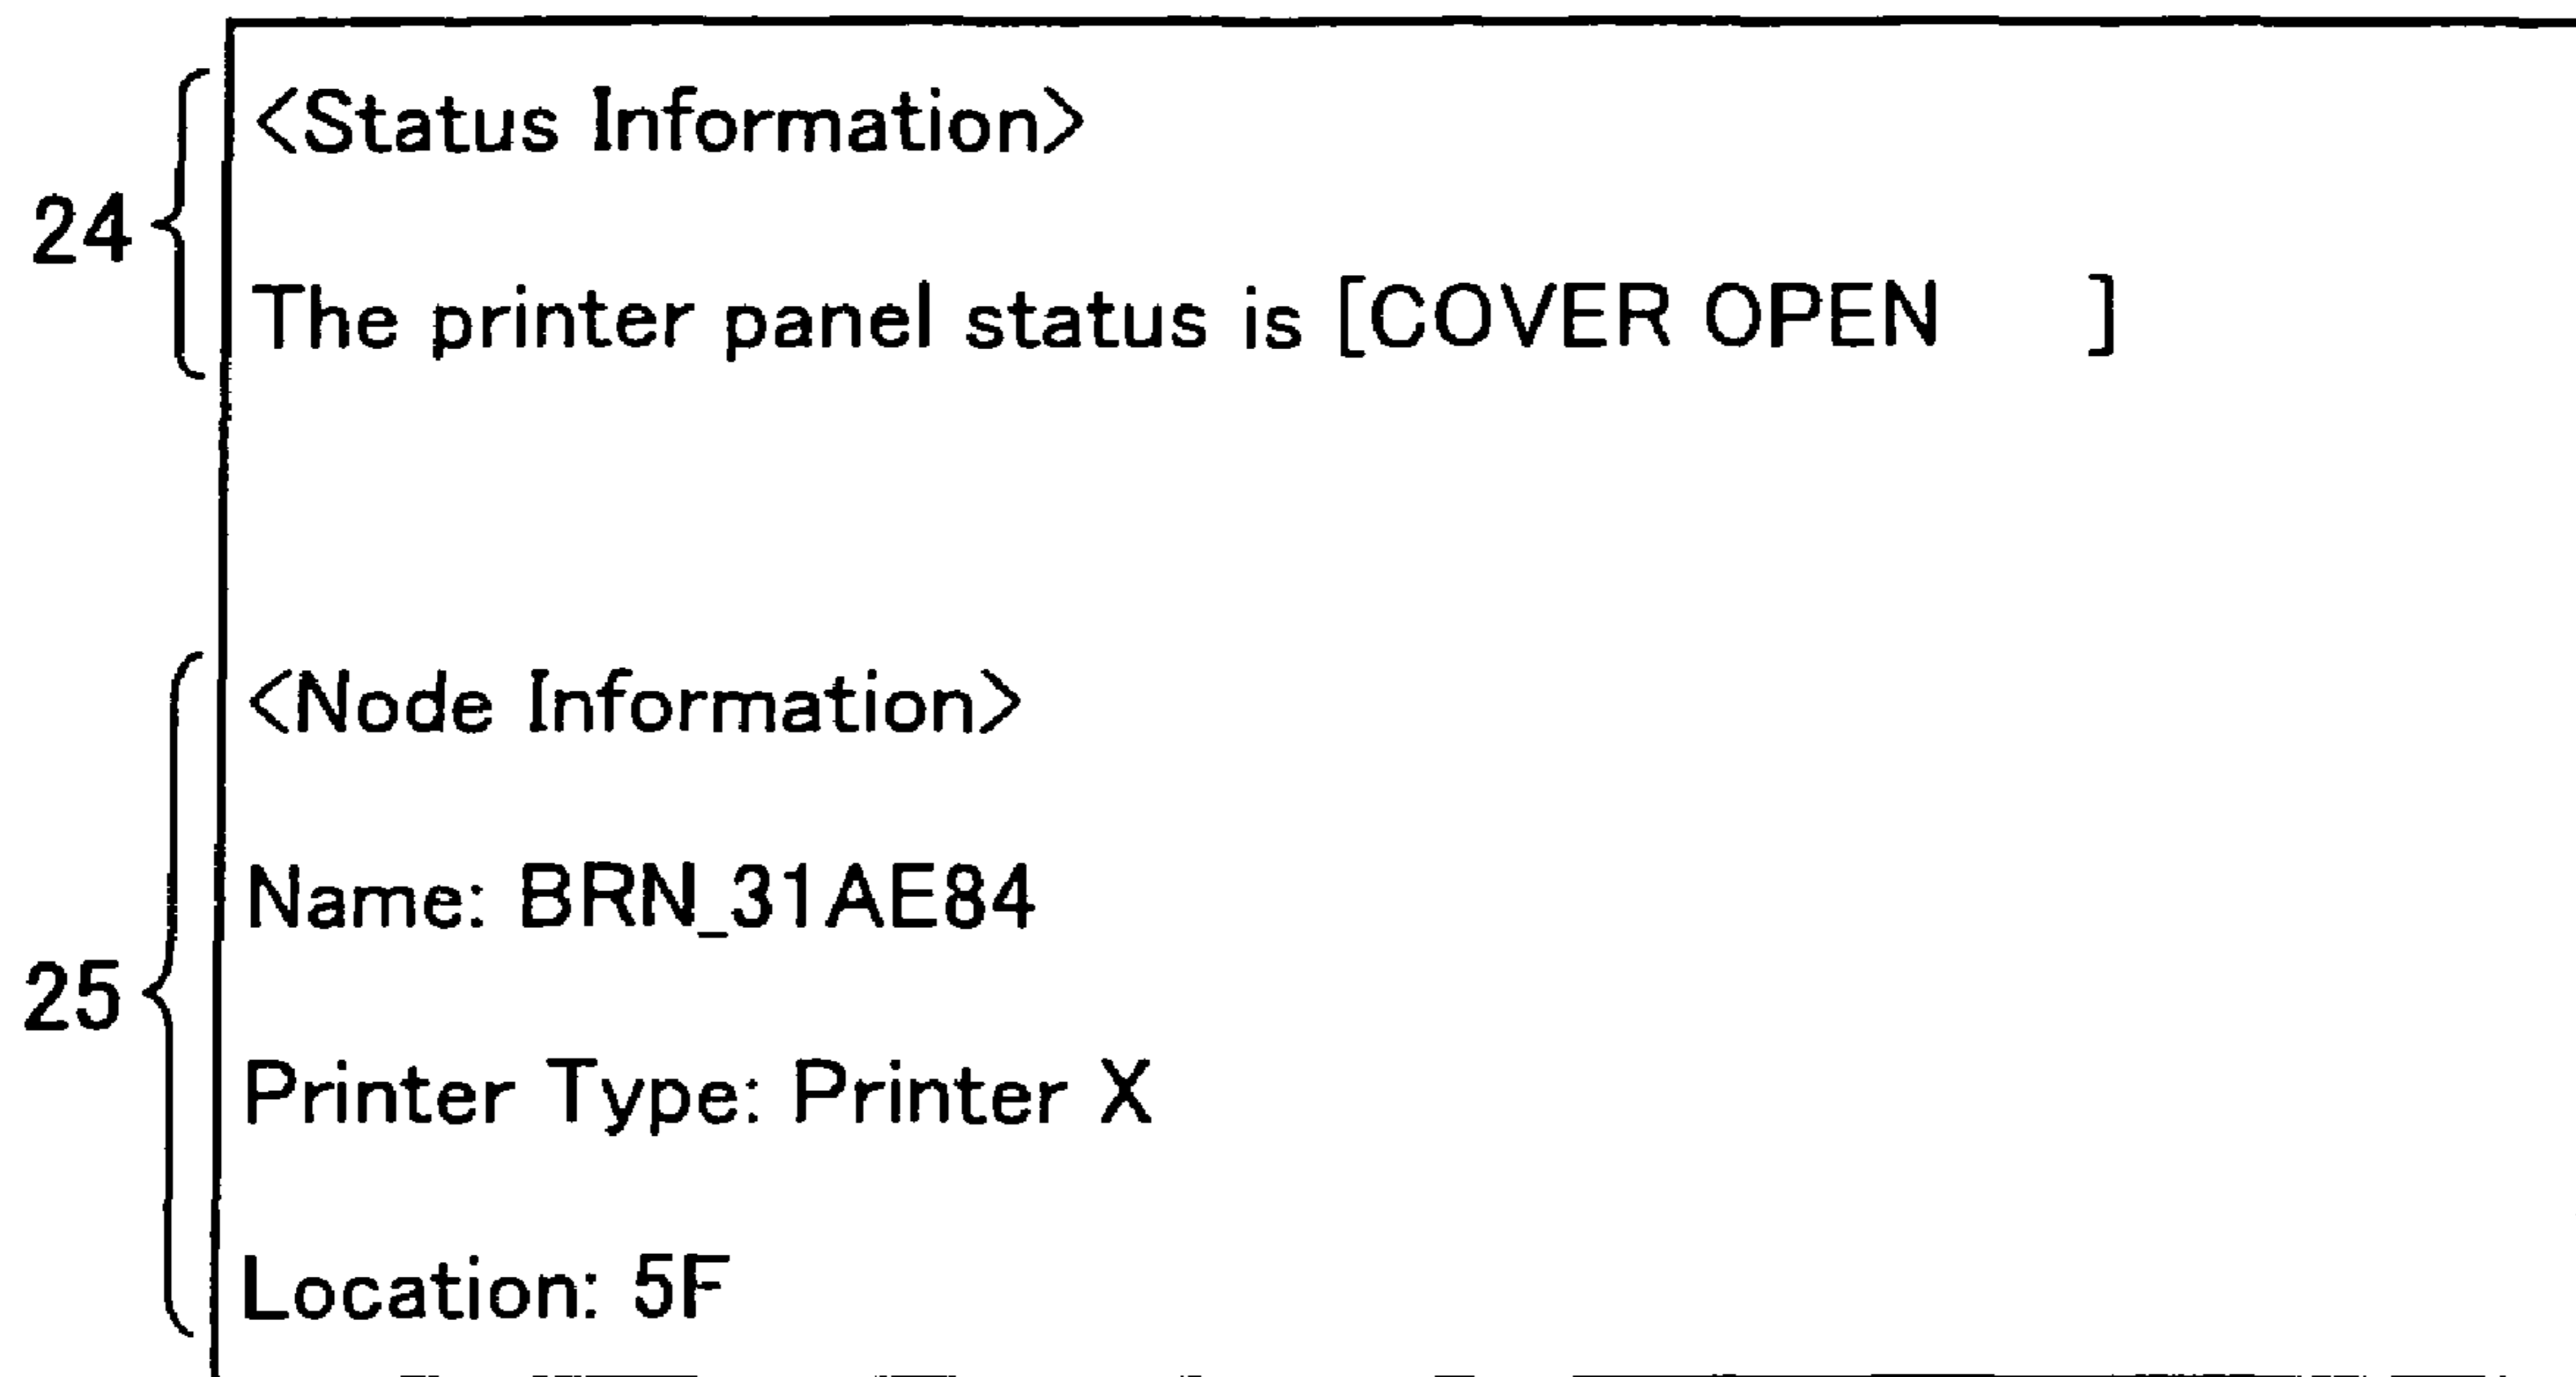 <Status Information>
24
The printer panel status is [COVER OPEN    ]
<Node Information>
Name: BRN_31AE84
25
Printer Type: Printer X
Location: 5F